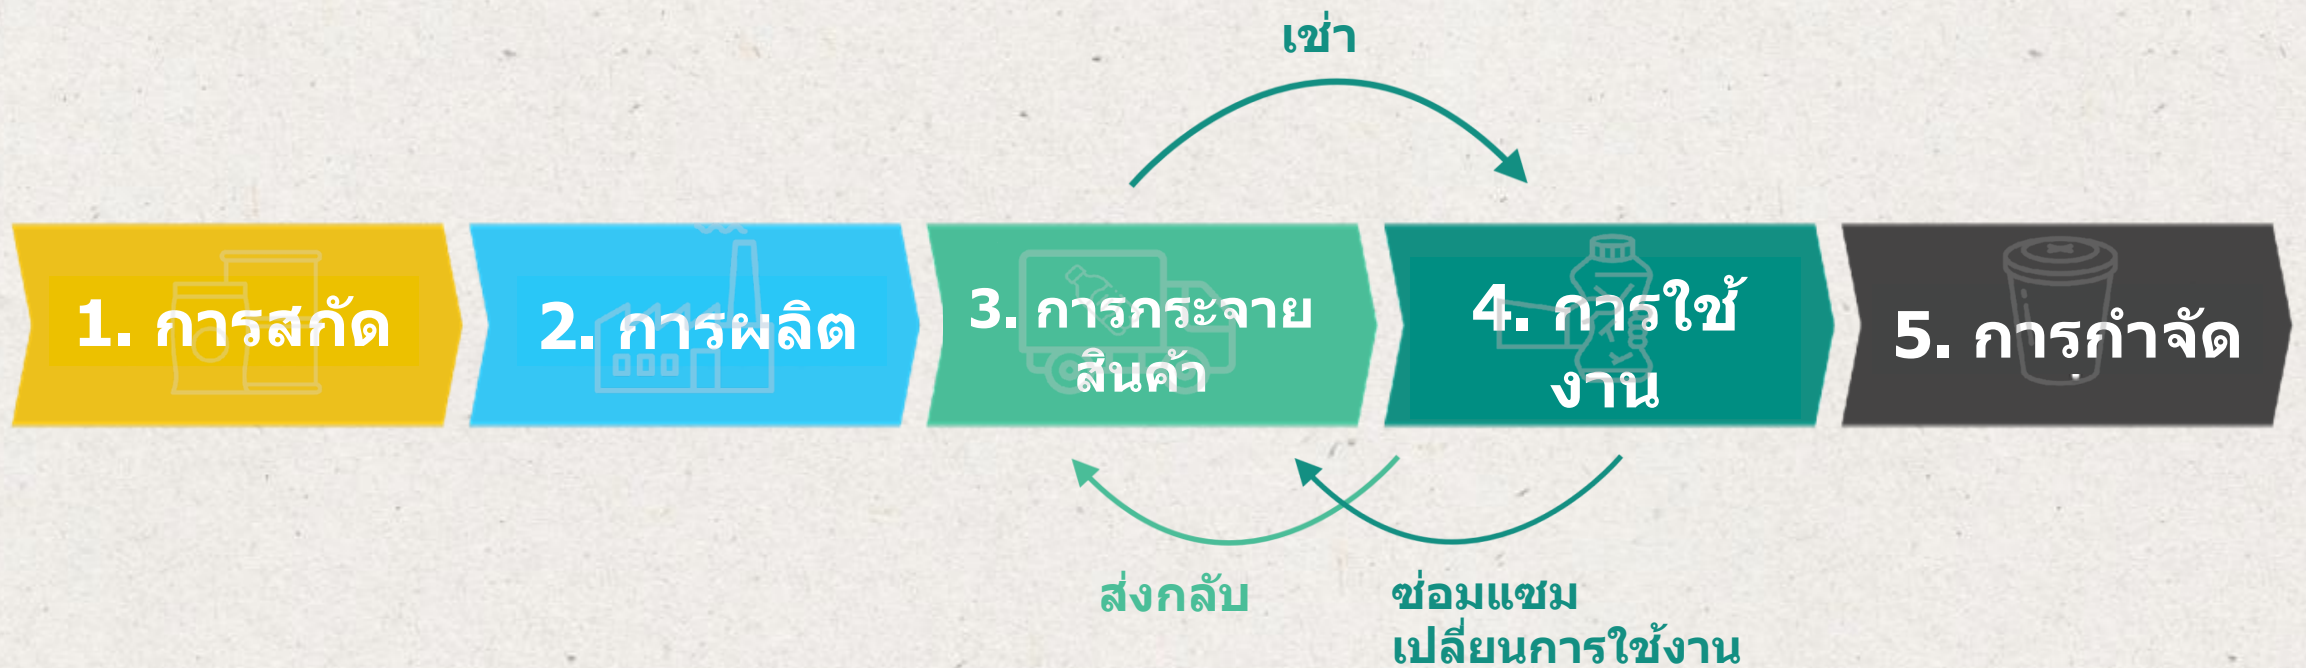 เช่า
1. การสกัด
2. การผลิต
3. การกระจาย
สินค้า
4. การใช้
งาน
5. การกำจัด
ส่งกลับ
ซ่อมแซม
เปลี่ยนการใช้งาน